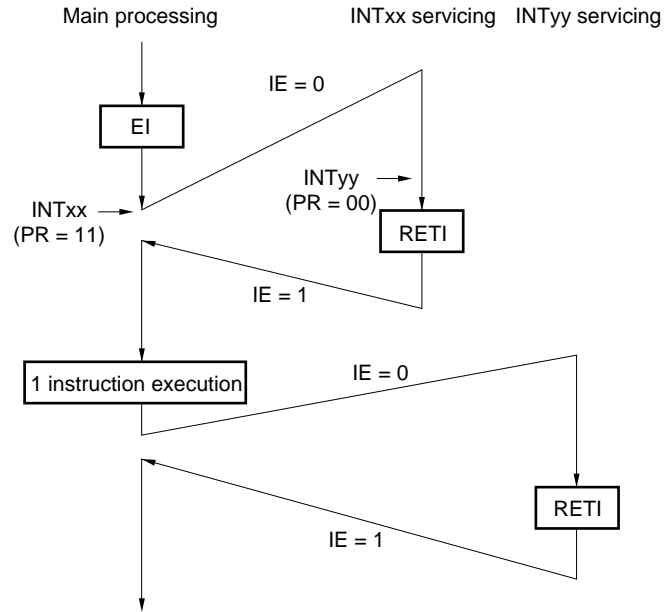 Main processing
INTxx servicing
INTyy servicing
IE = 0
EI
INTyy
(PR = 00)
INTxx
(PR = 11)
RETI
IE = 1
1 instruction execution
IE = 0
RETI
IE = 1